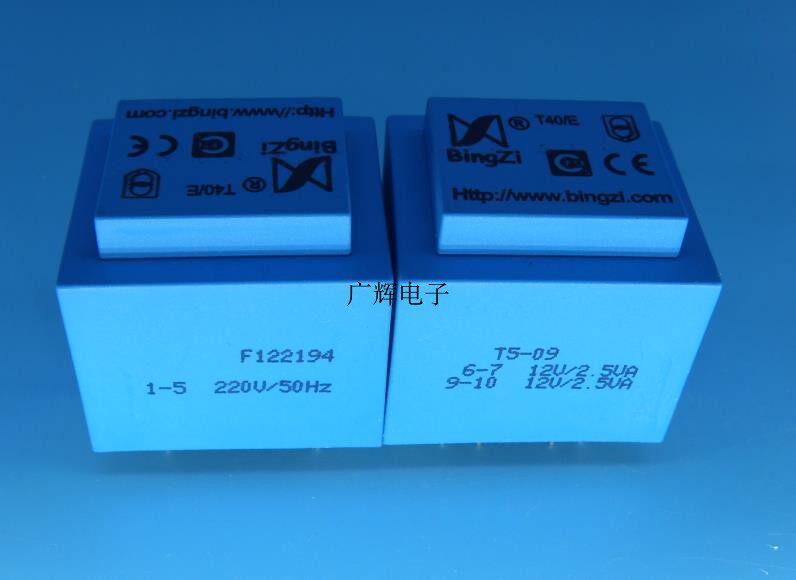 Http://www.bingzi.com
BingZi
®
T40/E
® T40/E
BingZi
Http://www.bingzi.com
广辉电子
F122194
1-5 220V/50Hz
T5-09
6-7 12V/2.5VA
9-10 12V/2.5VA